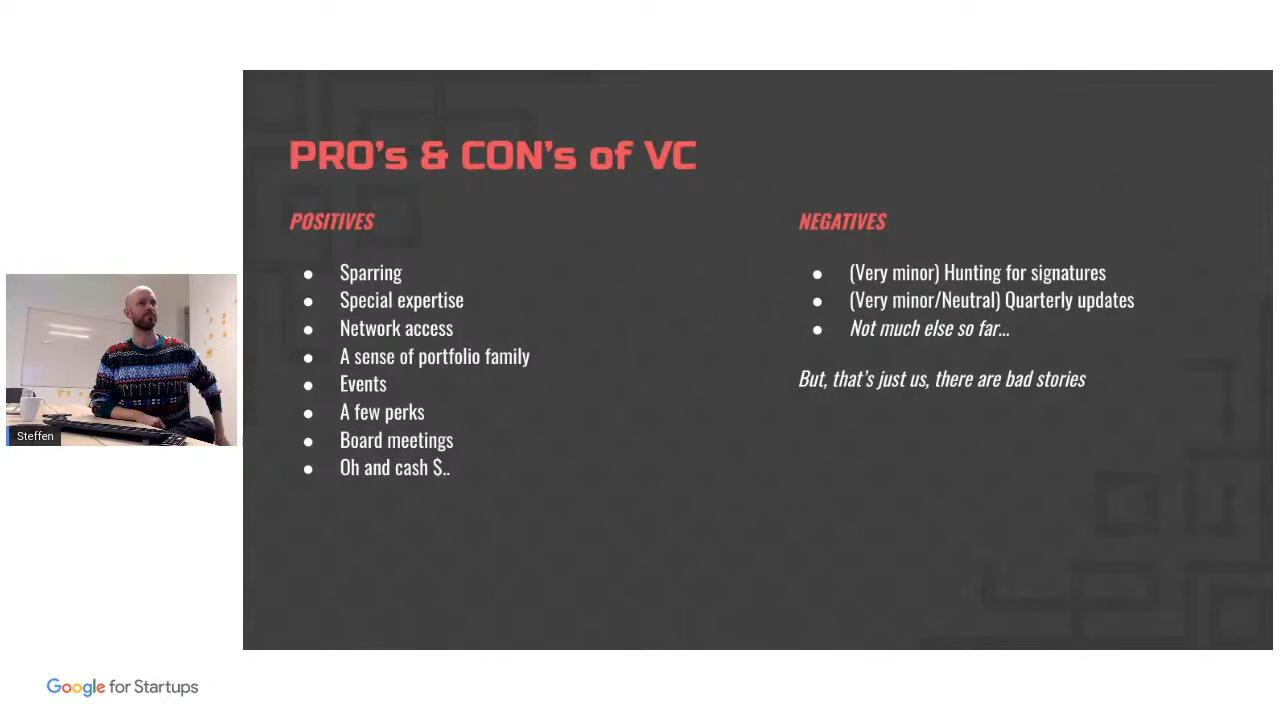 PRO's & CON's of VC
POSITIVES
● Sparring
● Special expertise
● Network access
● A sense of portfolio family
● Events
● A few perks
● Board meetings
● Oh and cash $..
NEGATIVES
● (Very minor) Hunting for signatures
● (Very minor/Neutral) Quarterly updates
● Not much else so far...
But, that's just us, there are bad stories
Steffen
Google for Startups